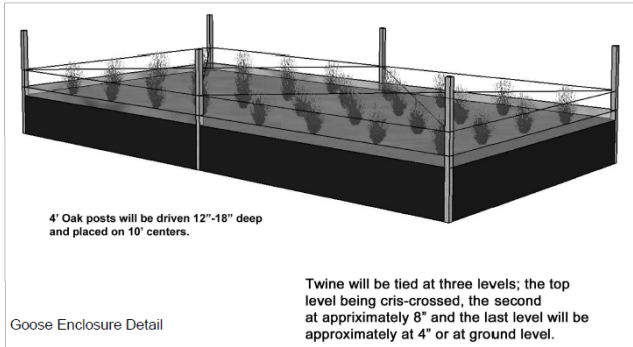 4' Oak posts will be driven 12"-18" deep
and placed on 10' centers.
Twine will be tied at three levels; the top
level being cris-crossed, the second
at appriximately 8" and the last level will be
approximately at 4" or at ground level.
Goose Enclosure Detail